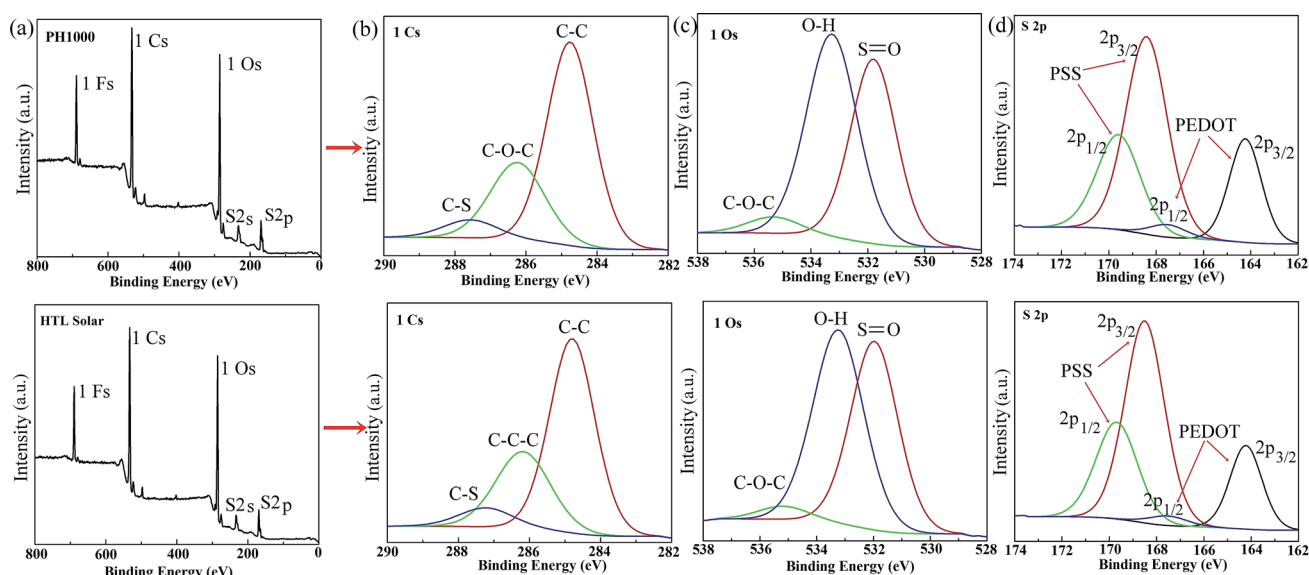 (a)
PH1000
1 Cs
1 Os
1 Fs
S2s
S2p
Intensity (a.u.)
800 600 400 200 0
Binding Energy (eV)
(b)
1 Cs
C-C
C-O-C
C-S
Intensity (a.u.)
290 288 286 284 282
Binding Energy (eV)
(c)
1 Os
O-H
S=O
C-O-C
Intensity (a.u.)
538 536 534 532 530 528
Binding Energy (eV)
(d)
S 2p
2p3/2
PSS
2p1/2
PEDOT
2p3/2
2p1/2
Intensity (a.u.)
174 172 170 168 166 164 162
Binding Energy (eV)
HTL Solar
1 Cs
1 Os
1 Fs
S2s
S2p
Intensity (a.u.)
800 600 400 200 0
Binding Energy (eV)
1 Cs
C-C
C-C-C
C-S
Intensity (a.u.)
290 288 286 284 282
Binding Energy (eV)
1 Os
O-H
S=O
C-O-C
Intensity (a.u.)
538 536 534 532 530 528
Binding Energy (eV)
S 2p
2p3/2
PSS
2p1/2
PEDOT
2p3/2
2p1/2
Intensity (a.u.)
174 172 170 168 166 164 162
Binding Energy (eV)